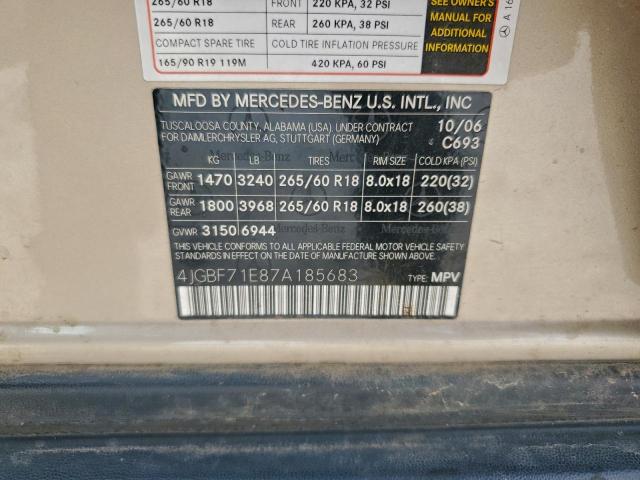 265/60 R18 FRONT 220 KPA, 32 PSI
265/60 R18 REAR 260 KPA, 38 PSI
COMPACT SPARE TIRE COLD TIRE INFLATION PRESSURE
165/90 R19 119M 420 KPA, 60 PSI
SEE OWNER'S
MANUAL FOR
ADDITIONAL
INFORMATION
A 16
MFD BY MERCEDES-BENZ U.S. INTL., INC
TUSCALOOSA COUNTY, ALABAMA (USA). UNDER CONTRACT 10/06
FOR DAIMLERCHRYSLER AG, STUTTGART (GERMANY) C693
KG LB TIRES RIM SIZE COLD KPA (PSI)
GAWR FRONT 1470 3240 265/60 R18 8.0x18 220(32)
GAWR REAR 1800 3968 265/60 R18 8.0x18 260(38)
GVWR 3150 6944
THIS VEHICLE CONFORMS TO ALL APPLICABLE FEDERAL MOTOR VEHICLE SAFETY
STANDARDS IN EFFECT ON THE DATE OF MANUFACTURE SHOWN ABOVE.
4JGBF71E87A185683 TYPE: MPV